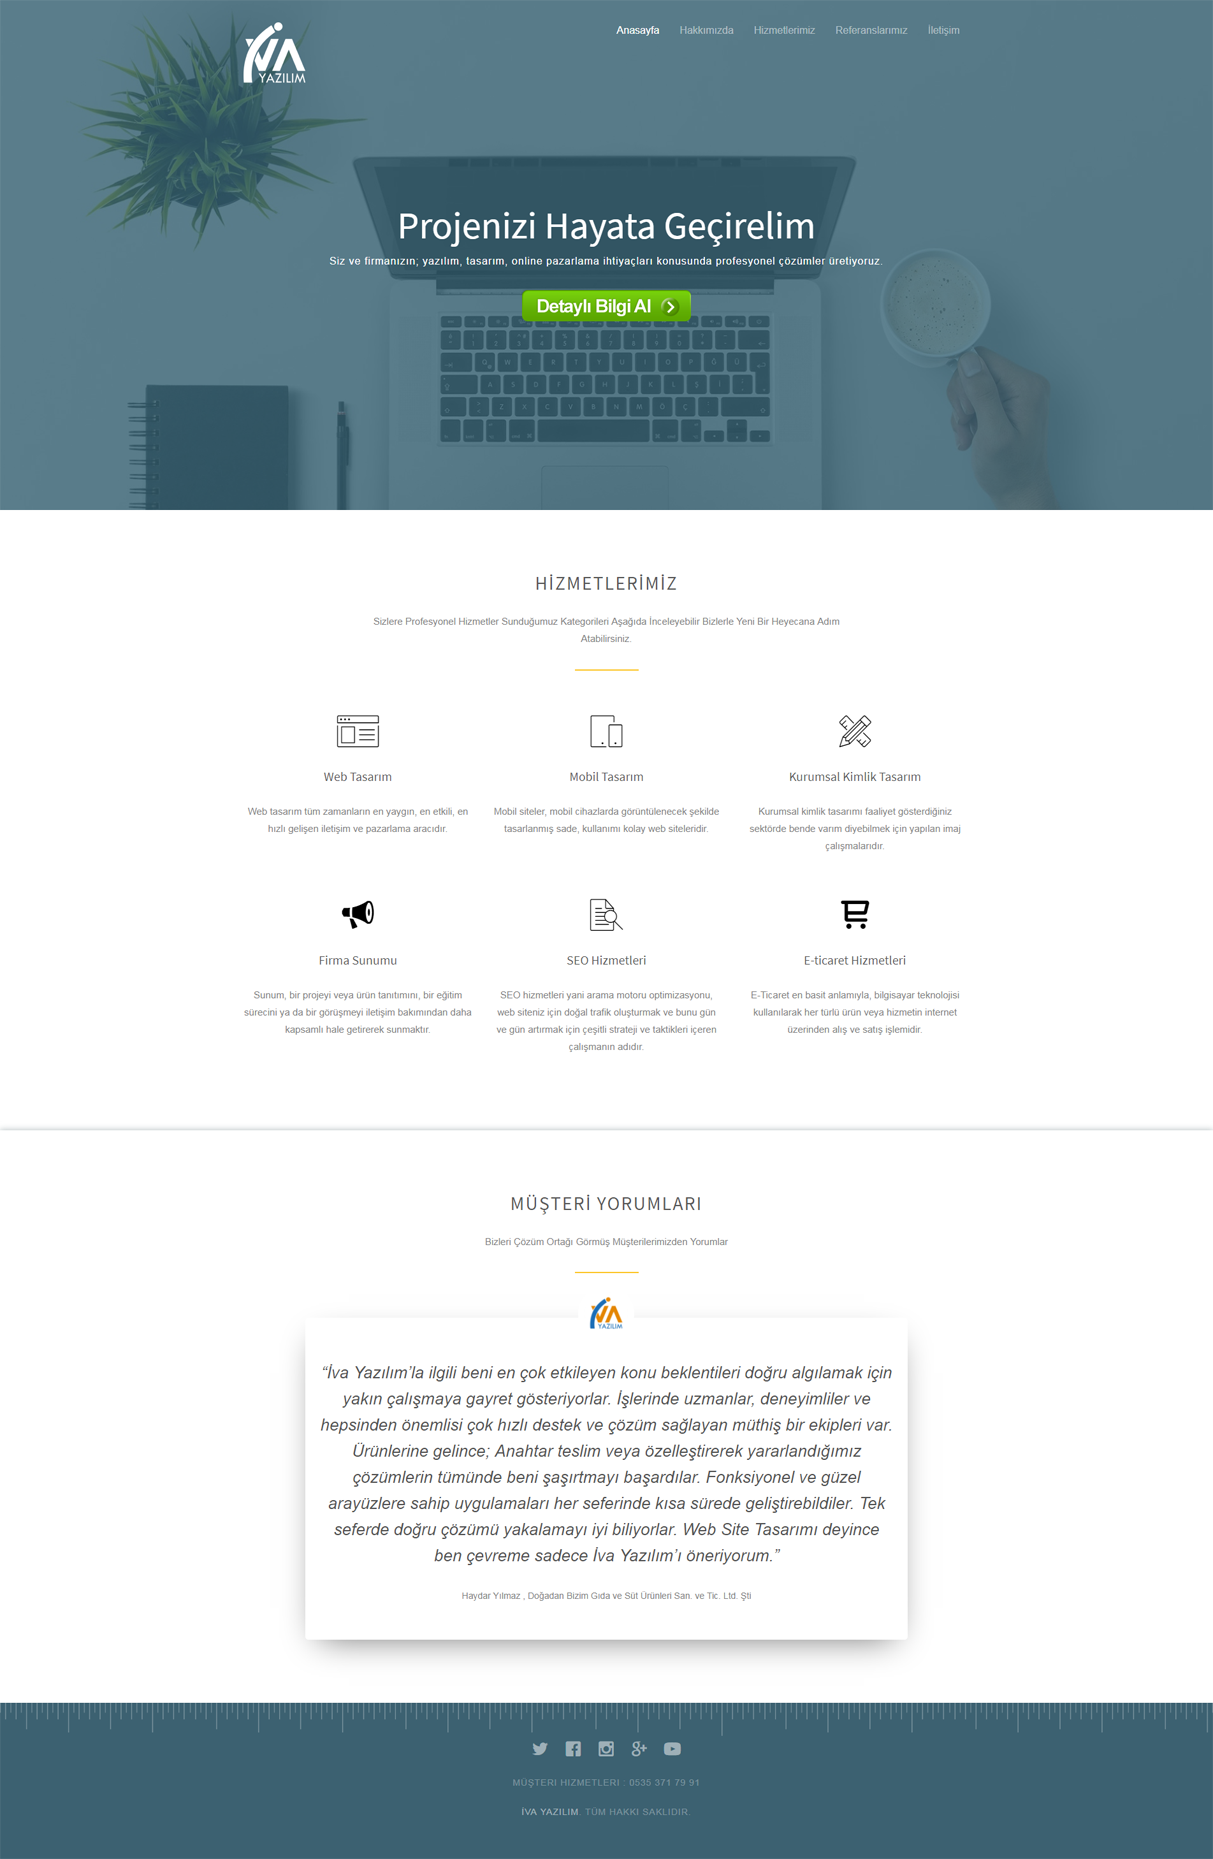 İVA
YAZILIM
Anasayfa Hakkımızda Hizmetlerimiz Referanslarımız İletişim
Projenizi Hayata Geçirelim
Siz ve firmanızın; yazılım, tasarım, online pazarlama ihtiyaçları konusunda profesyonel çözümler üretiyoruz.
Detaylı Bilgi Al
HİZMETLERİMİZ
Sizlere Profesyonel Hizmetler Sunduğumuz Kategorileri Aşağıda İnceleyebilir Bizlerle Yeni Bir Heyecana Adım
Atabilirsiniz.
Web Tasarım
Web tasarım tüm zamanların en yaygın, en etkili, en
hızlı gelişen iletişim ve pazarlama aracıdır.
Mobil Tasarım
Mobil siteler, mobil cihazlarda görüntülenecek şekilde
tasarlanmış sade, kullanımı kolay web siteleridir.
Kurumsal Kimlik Tasarım
Kurumsal kimlik tasarımı faaliyet gösterdiğiniz
sektörde bende varım diyebilmek için yapılan imaj
çalışmalarıdır.
Firma Sunumu
Sunum, bir projeyi veya ürün tanıtımını, bir eğitim
sürecini ya da bir görüşmeyi iletişim bakımından daha
kapsamlı hale getirerek sunmaktır.
SEO Hizmetleri
SEO hizmetleri yani arama motoru optimizasyonu,
web siteniz için doğal trafik oluşturmak ve bunu gün
ve gün artırmak için çeşitli strateji ve taktikleri içeren
çalışmanın adıdır.
E-ticaret Hizmetleri
E-Ticaret en basit anlamıyla, bilgisayar teknolojisi
kullanılarak her türlü ürün veya hizmetin internet
üzerinden alış ve satış işlemidir.
MÜŞTERİ YORUMLARI
Bizleri Çözüm Ortağı Görmüş Müşterilerimizden Yorumlar
İVA
YAZILIM
“İva Yazılım’la ilgili beni en çok etkileyen konu beklentileri doğru algılamak için
yakın çalışmaya gayret gösteriyorlar. İşlerinde uzmanlar, deneyimliler ve
hepsinden önemlisi çok hızlı destek ve çözüm sağlayan müthiş bir ekipleri var.
Ürünlerine gelince; Anahtar teslim veya özelleştirerek yararlandığımız
çözümlerin tümünde beni şaşırtmayı başardılar. Fonksiyonel ve güzel
arayüzlere sahip uygulamaları her seferinde kısa sürede geliştirebildiler. Tek
seferde doğru çözümü yakalamayı iyi biliyorlar. Web Site Tasarımı deyince
ben çevreme sadece İva Yazılım’ı öneriyorum.”
Haydar Yılmaz , Doğadan Bizim Gıda ve Süt Ürünleri San. ve Tic. Ltd. Şti
MÜŞTERI HIZMETLERI : 0535 371 79 91
İVA YAZILIM. TÜM HAKKI SAKLIDIR.